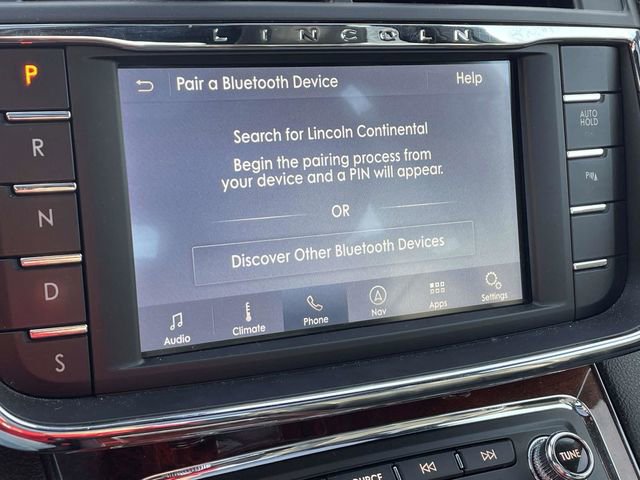 LINCOLN
P
R
N
D
S
Pair a Bluetooth Device
Help
Search for Lincoln Continental
Begin the pairing process from
your device and a PIN will appear.
OR
Discover Other Bluetooth Devices
Audio
Climate
Phone
Nav
Apps
Settings
AUTO
HOLD
P
SOURCE
TUNE